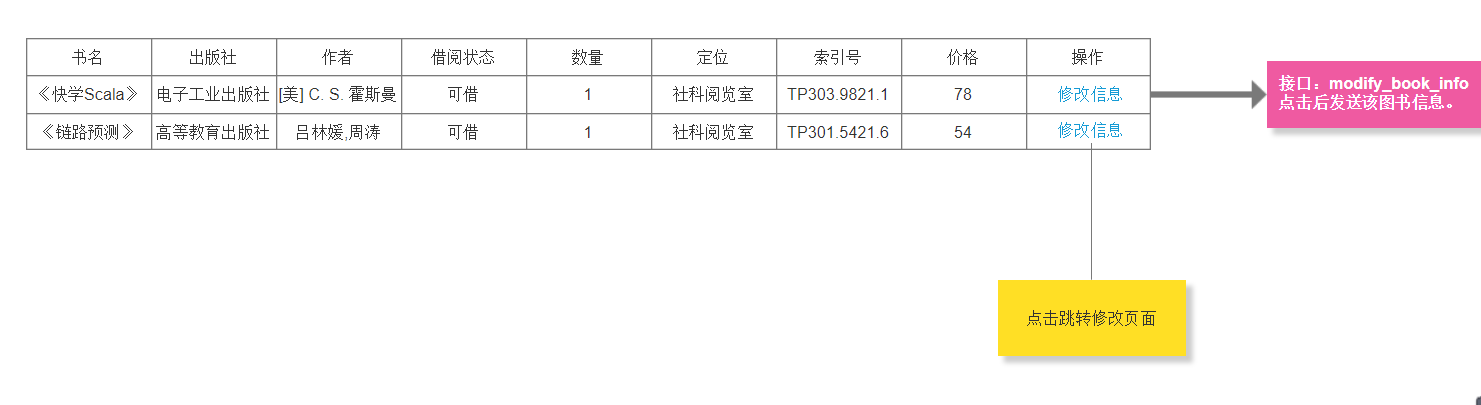 书名 出版社 作者 借阅状态 数量 定位 索引号 价格 操作
《快学Scala》 电子工业出版社 [美] C. S. 霍斯曼 可借 1 社科阅览室 TP303.9821.1 78 修改信息
《链路预测》 高等教育出版社 吕林媛,周涛 可借 1 社科阅览室 TP301.5421.6 54 修改信息
接口：modify_book_info
点击后发送该图书信息。
点击跳转修改页面